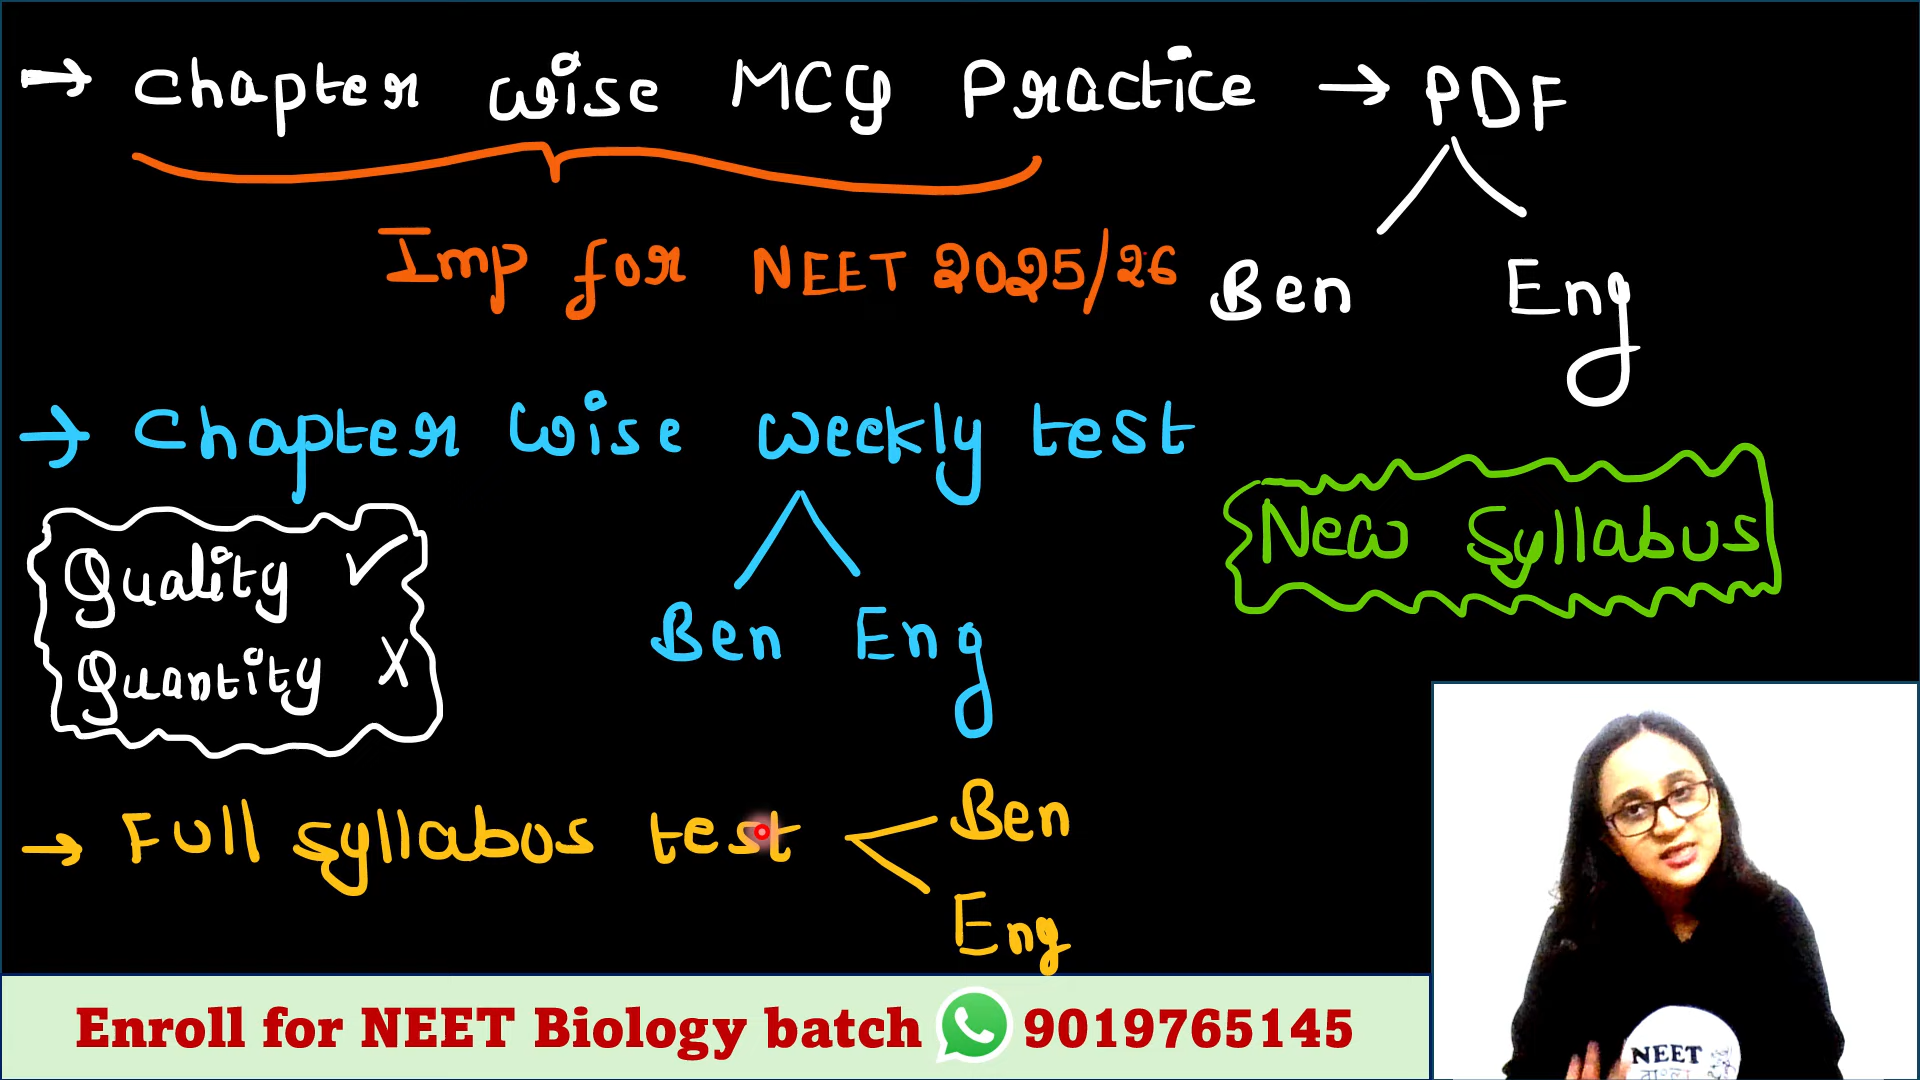 → Chapter wise MCQ Practice → PDF
Imp for NEET 2025/26
Ben Eng
→ Chapter wise weekly test
Ben Eng
New Syllabus
Quality ✓
Quantity X
→ Full syllabus test
Ben
Eng
Enroll for NEET Biology batch 9019765145
NEET
বাংলা